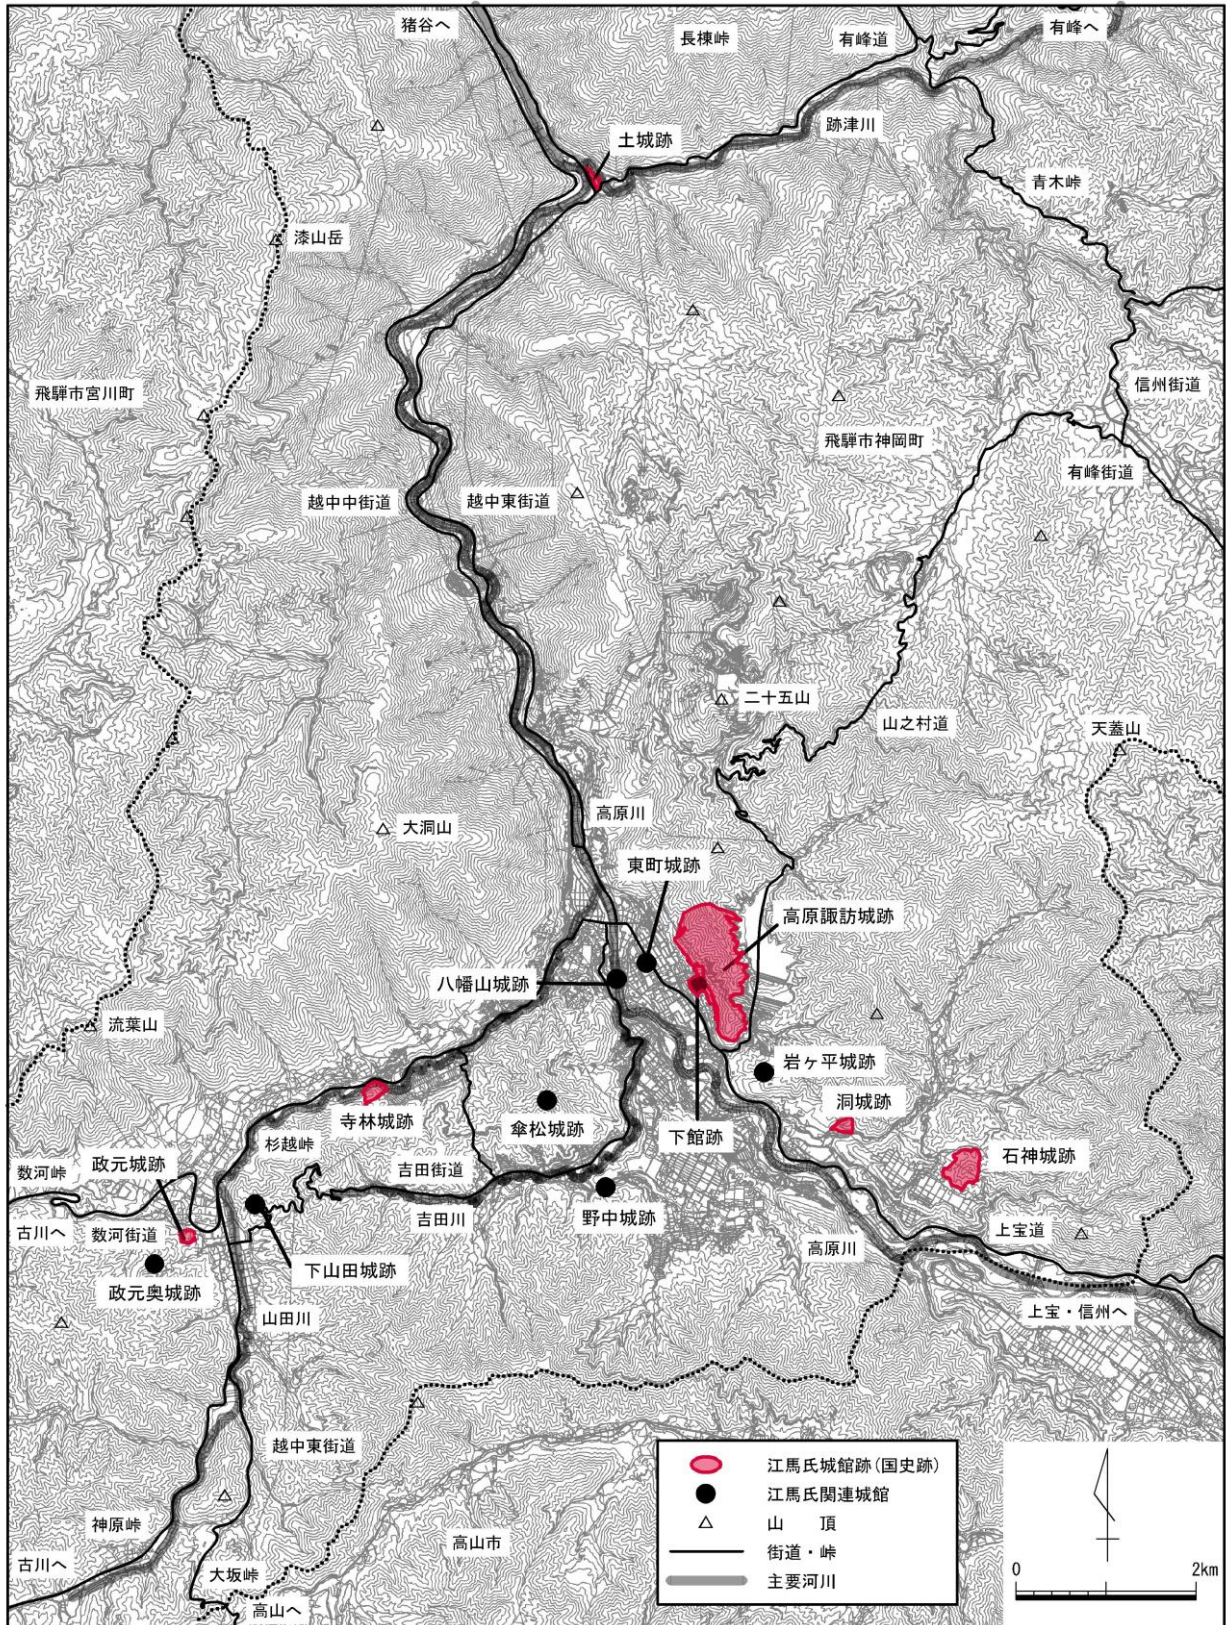 猪谷へ
長棟峠
有峰道
有峰へ
跡津川
土城跡
青木峠
漆山岳
飛騨市宮川町
信州街道
飛騨市神岡町
有峰街道
越中中街道
越中東街道
二十五山
山之村道
天蓋山
高原川
大洞山
東町城跡
高原諏訪城跡
八幡山城跡
流葉山
岩ヶ平城跡
寺林城跡
傘松城跡
下館跡
洞城跡
石神城跡
杉越峠
政元城跡
数河峠
吉田街道
吉田川
野中城跡
古川へ
数河街道
高原川
上宝道
政元奥城跡
下山田城跡
山田川
上宝・信州へ
越中東街道
神原峠
古川へ
大坂峠
高山へ
高山市
江馬氏城館跡(国史跡)
江馬氏関連城館
山 頂
街道・峠
主要河川
0 2km